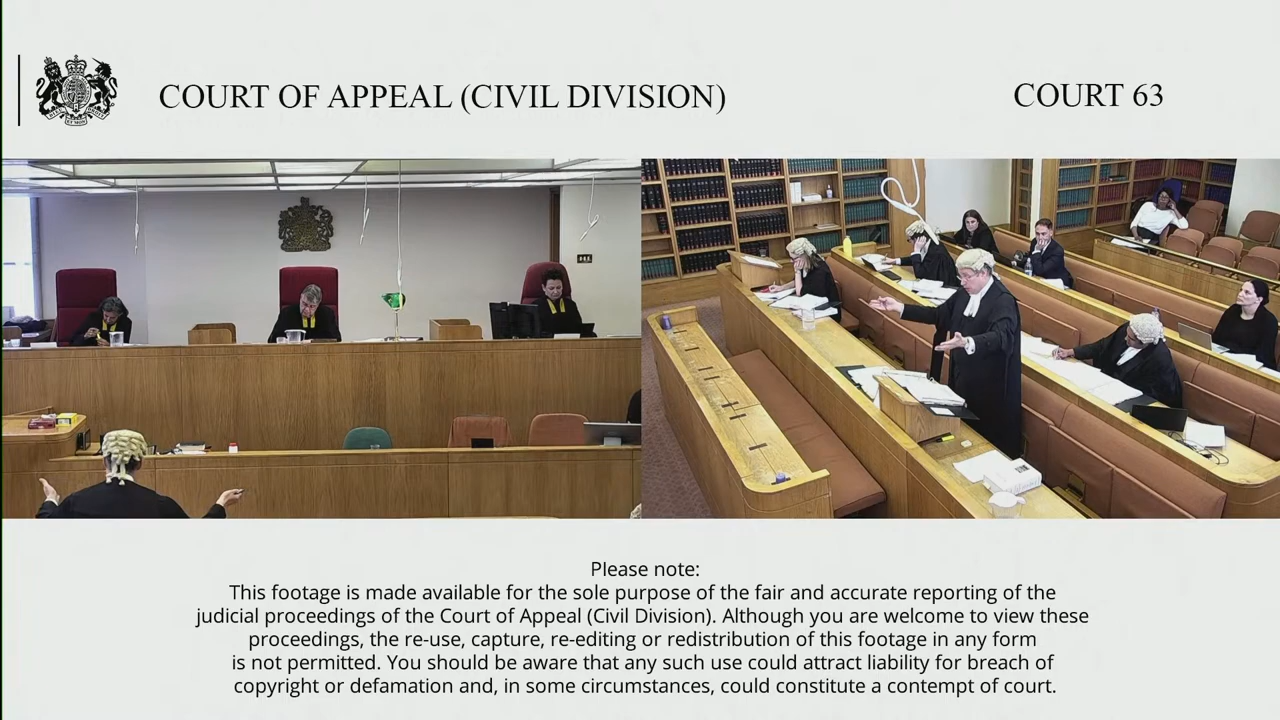 COURT OF APPEAL (CIVIL DIVISION)
COURT 63
Please note:
This footage is made available for the sole purpose of the fair and accurate reporting of the
judicial proceedings of the Court of Appeal (Civil Division). Although you are welcome to view these
proceedings, the re-use, capture, re-editing or redistribution of this footage in any form
is not permitted. You should be aware that any such use could attract liability for breach of
copyright or defamation and, in some circumstances, could constitute a contempt of court.